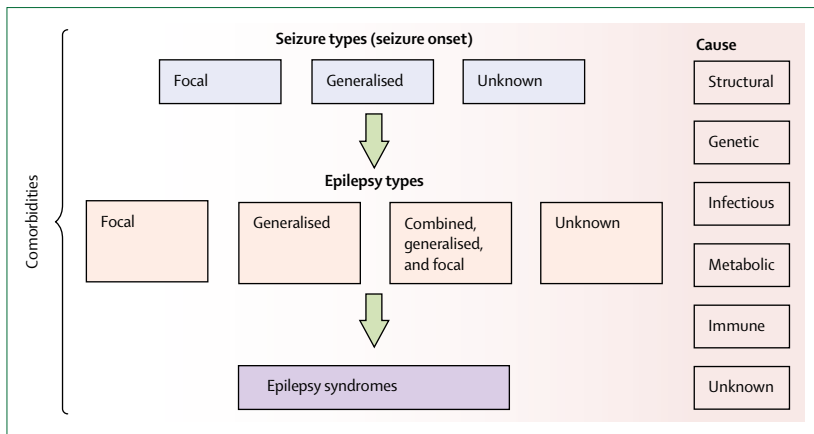 Comorbidities
Seizure types (seizure onset)
Focal
Generalised
Unknown
Epilepsy types
Focal
Generalised
Combined,
generalised,
and focal
Unknown
Epilepsy syndromes
Cause
Structural
Genetic
Infectious
Metabolic
Immune
Unknown